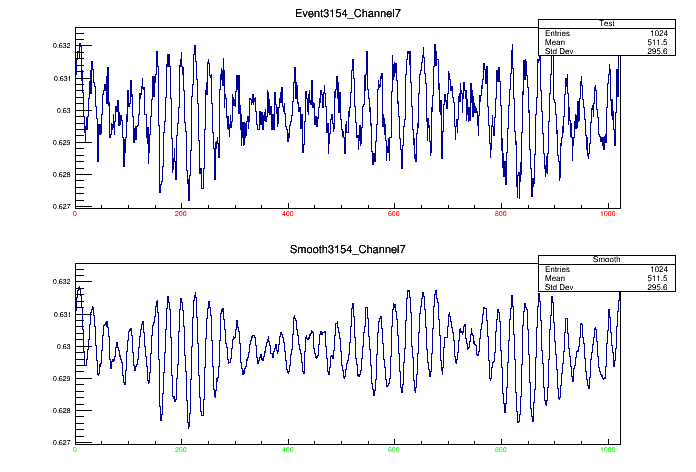 Event3154_Channel7
Test
Entries 1024
Mean 511.5
Std Dev 295.6
0.632
0.631
0.63
0.629
0.628
0.627
0 200 400 600 800 1000
Smooth3154_Channel7
Smooth
Entries 1024
Mean 511.5
Std Dev 295.6
0.632
0.631
0.63
0.629
0.628
0.627
0 200 400 600 800 1000